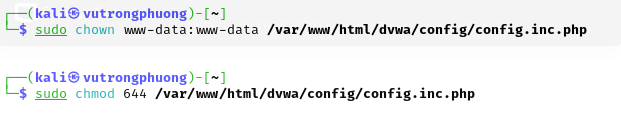 ┌──(kali㉿vutrongphuong)-[~]
└─$ sudo chown www-data:www-data /var/www/html/dvwa/config/config.inc.php
┌──(kali㉿vutrongphuong)-[~]
└─$ sudo chmod 644 /var/www/html/dvwa/config/config.inc.php